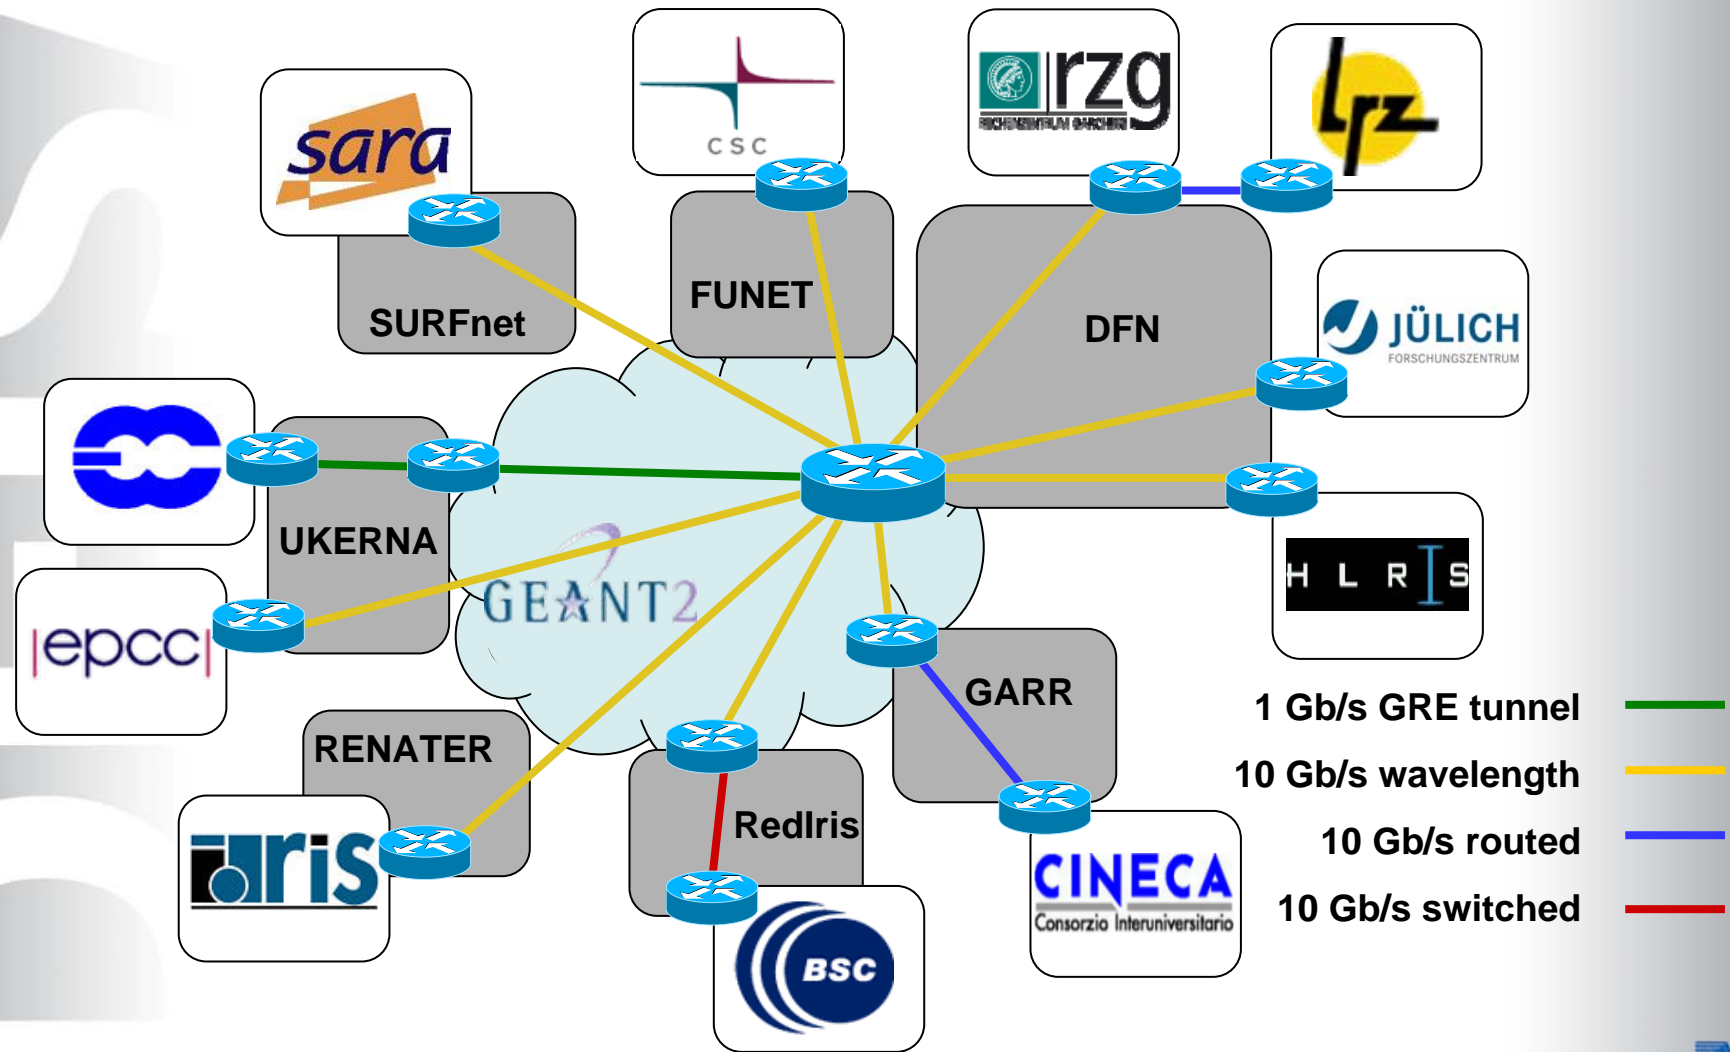 sara
CSC
rzg
lrz
SURFnet
FUNET
DFN
JÜLICH
FORSCHUNGSZENTRUM
UKERNA
GEANT2
H L R I S
|epcc|
GARR
RENATER
RedIris
idris
BSC
CINECA
Consorzio Interuniversitario
1 Gb/s GRE tunnel
10 Gb/s wavelength
10 Gb/s routed
10 Gb/s switched